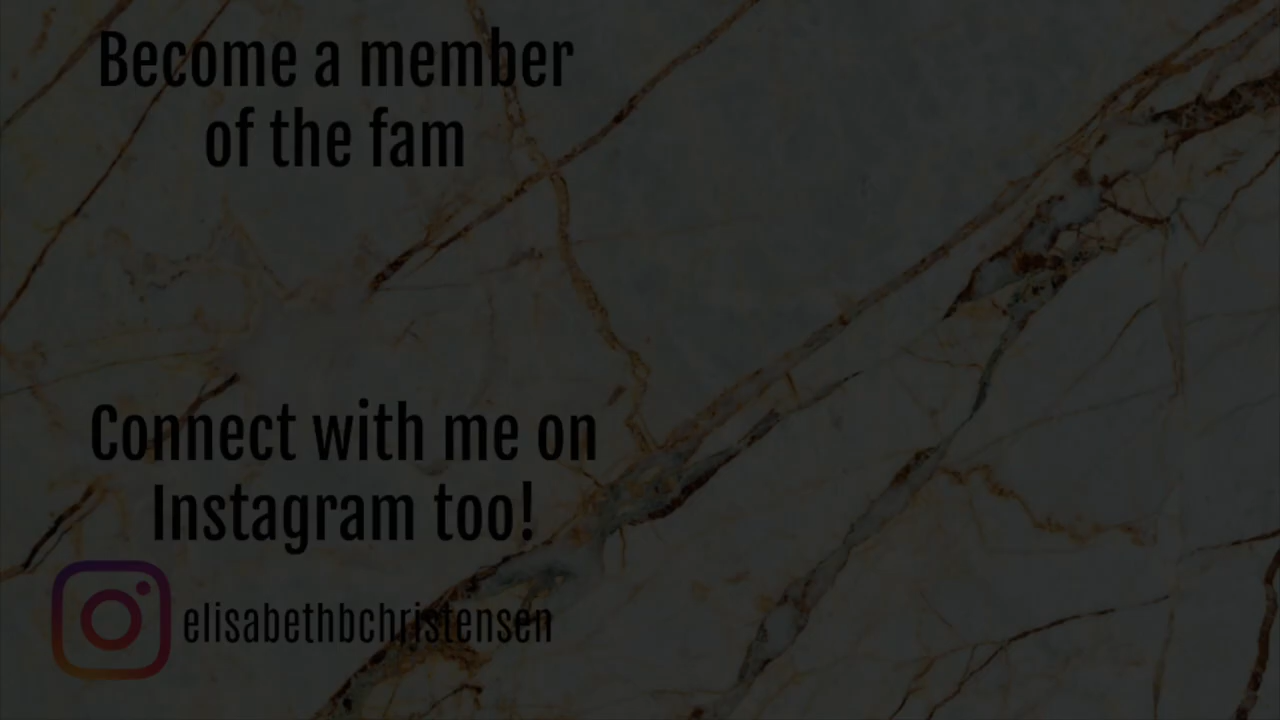 Become a member
of the fam
Connect with me on
Instagram too!
elisabethbchristensen